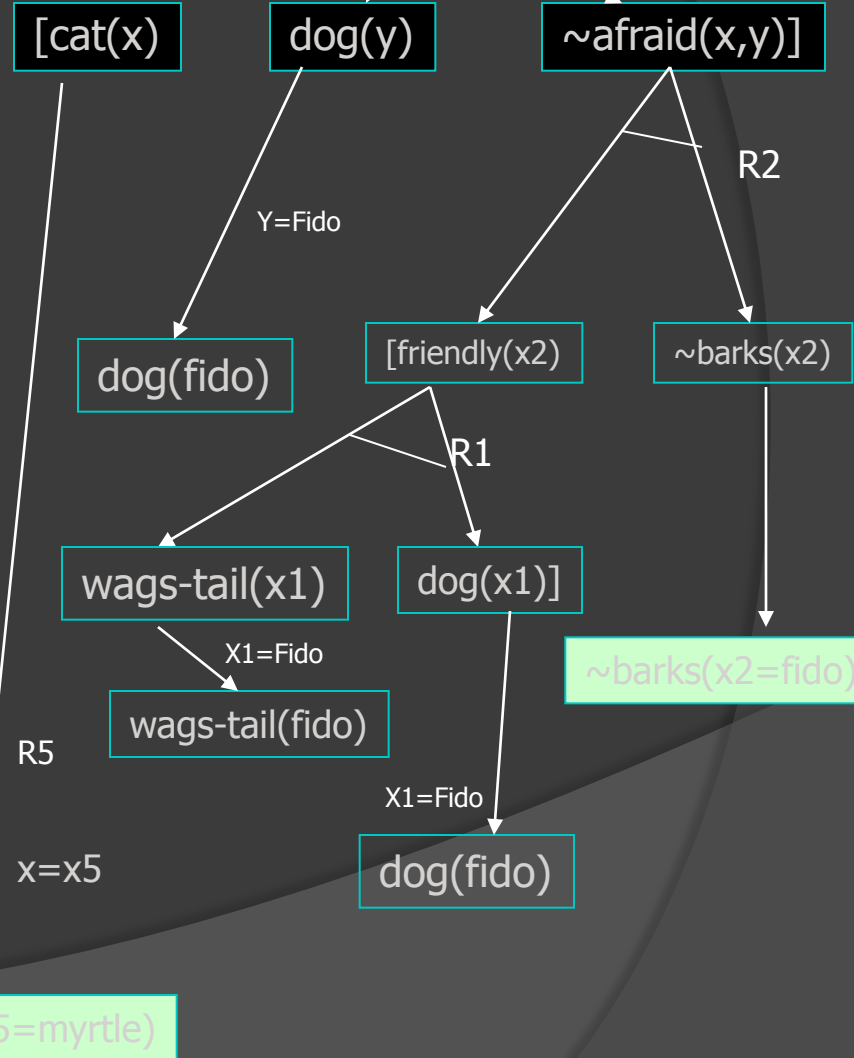 [cat(x)
dog(y)
~afraid(x,y)]
R2
Y=Fido
dog(fido)
[friendly(x2)
~barks(x2)
R1
wags-tail(x1)
dog(x1)]
X1=Fido
~barks(x2=fido)
wags-tail(fido)
R5
X1=Fido
x=x5
dog(fido)
5=myrtle)